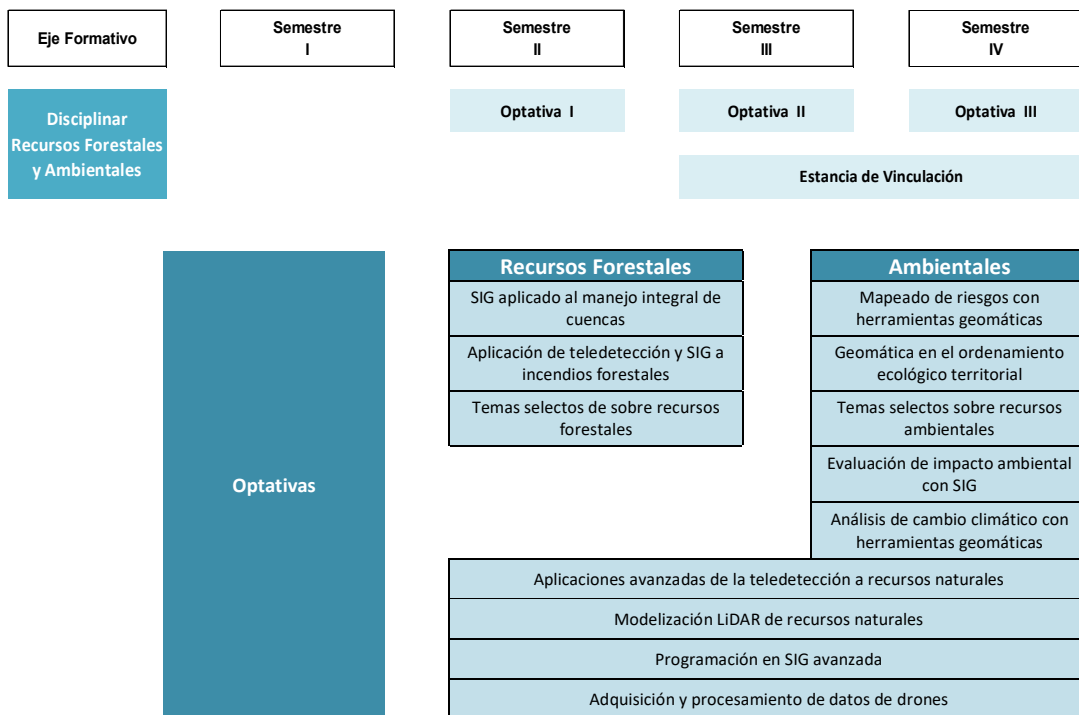 Eje Formativo
Semestre
I
Semestre
II
Semestre
III
Semestre
IV
Disciplinar
Recursos Forestales
y Ambientales
Optativa I
Optativa II
Optativa III
Estancia de Vinculación
Optativas
Recursos Forestales
SIG aplicado al manejo integral de
cuencas
Aplicación de teledetección y SIG a
incendios forestales
Temas selectos de sobre recursos
forestales
Ambientales
Mapeado de riesgos con
herramientas geomáticas
Geomática en el ordenamiento
ecológico territorial
Temas selectos sobre recursos
ambientales
Evaluación de impacto ambiental
con SIG
Análisis de cambio climático con
herramientas geomáticas
Aplicaciones avanzadas de la teledetección a recursos naturales
Modelización LiDAR de recursos naturales
Programación en SIG avanzada
Adquisición y procesamiento de datos de drones